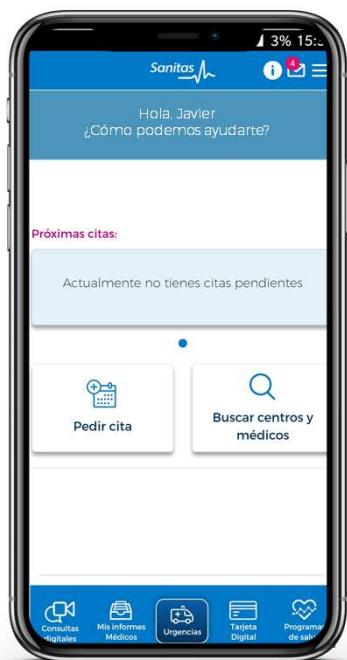 3% 15:
Sanitas
i 4
Hola, Javier
¿Cómo podemos ayudarte?
Próximas citas:
Actualmente no tienes citas pendientes
Pedir cita
Buscar centros y
médicos
Consultas
digitales
Mis informes
Médicos
Urgencias
Tarjeta
Digital
Programas
de salu